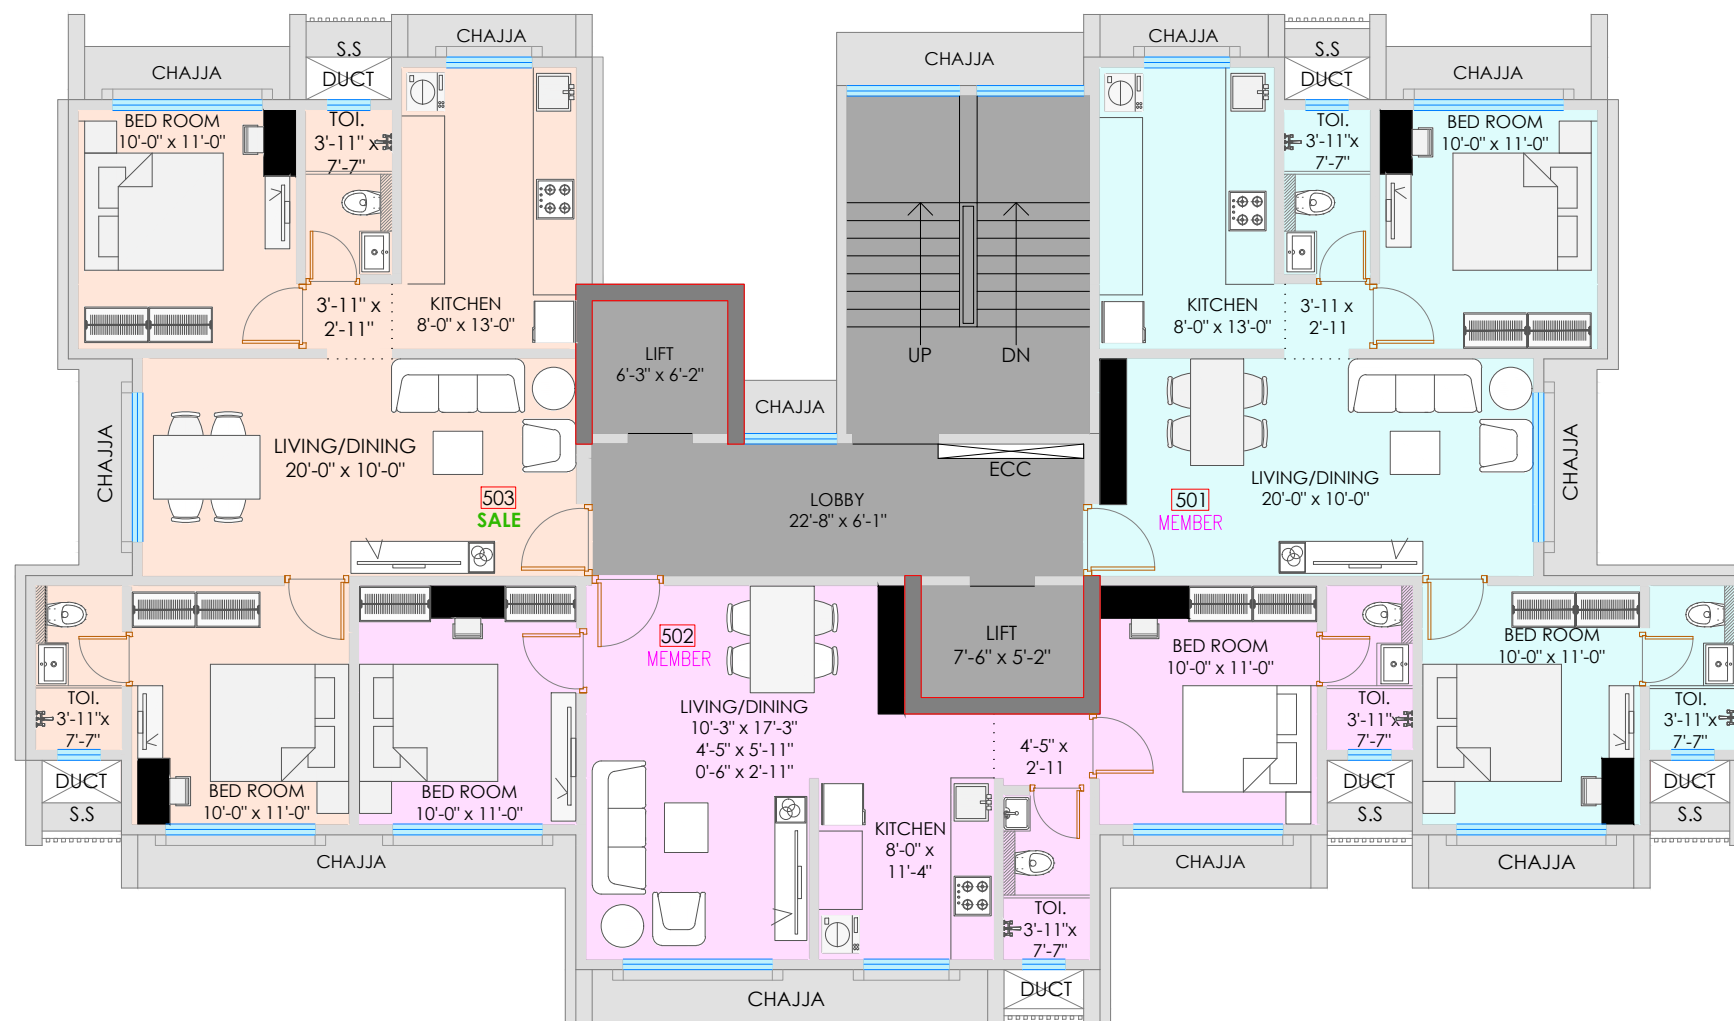 CHAJJA
S.S
DUCT
CHAJJA
BED ROOM
10'-0" x 11'-0"
TOI.
3'-11" x
7'-7"
3'-11" x
2'-11"
KITCHEN
8'-0" x 13'-0"
LIFT
6'-3" x 6'-2"
CHAJJA
CHAJJA
UP
DN
CHAJJA
S.S
DUCT
CHAJJA
TOI.
3'-11"x
7'-7"
BED ROOM
10'-0" x 11'-0"
KITCHEN
8'-0" x 13'-0"
3'-11 x
2'-11
CHAJJA
LIVING/DINING
20'-0" x 10'-0"
503
SALE
LOBBY
22'-8" x 6'-1"
ECC
501
MEMBER
LIVING/DINING
20'-0" x 10'-0"
CHAJJA
TOI.
3'-11"x
7'-7"
DUCT
S.S
BED ROOM
10'-0" x 11'-0"
CHAJJA
BED ROOM
10'-0" x 11'-0"
502
MEMBER
LIVING/DINING
10'-3" x 17'-3"
4'-5" x 5'-11"
0'-6" x 2'-11"
LIFT
7'-6" x 5'-2"
4'-5" x
2'-11
KITCHEN
8'-0" x
11'-4"
TOI.
3'-11"x
7'-7"
DUCT
CHAJJA
BED ROOM
10'-0" x 11'-0"
TOI.
3'-11"x
7'-7"
DUCT
S.S
CHAJJA
BED ROOM
10'-0" x 11'-0"
TOI.
3'-11"x
7'-7"
DUCT
S.S
CHAJJA